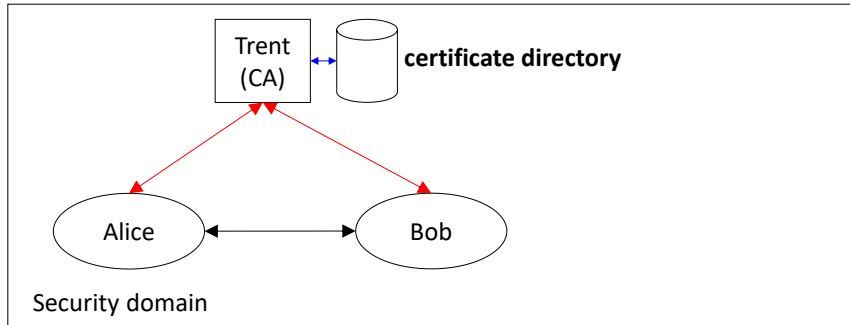 Trent
(CA)
certificate directory
Alice
Bob
Security domain